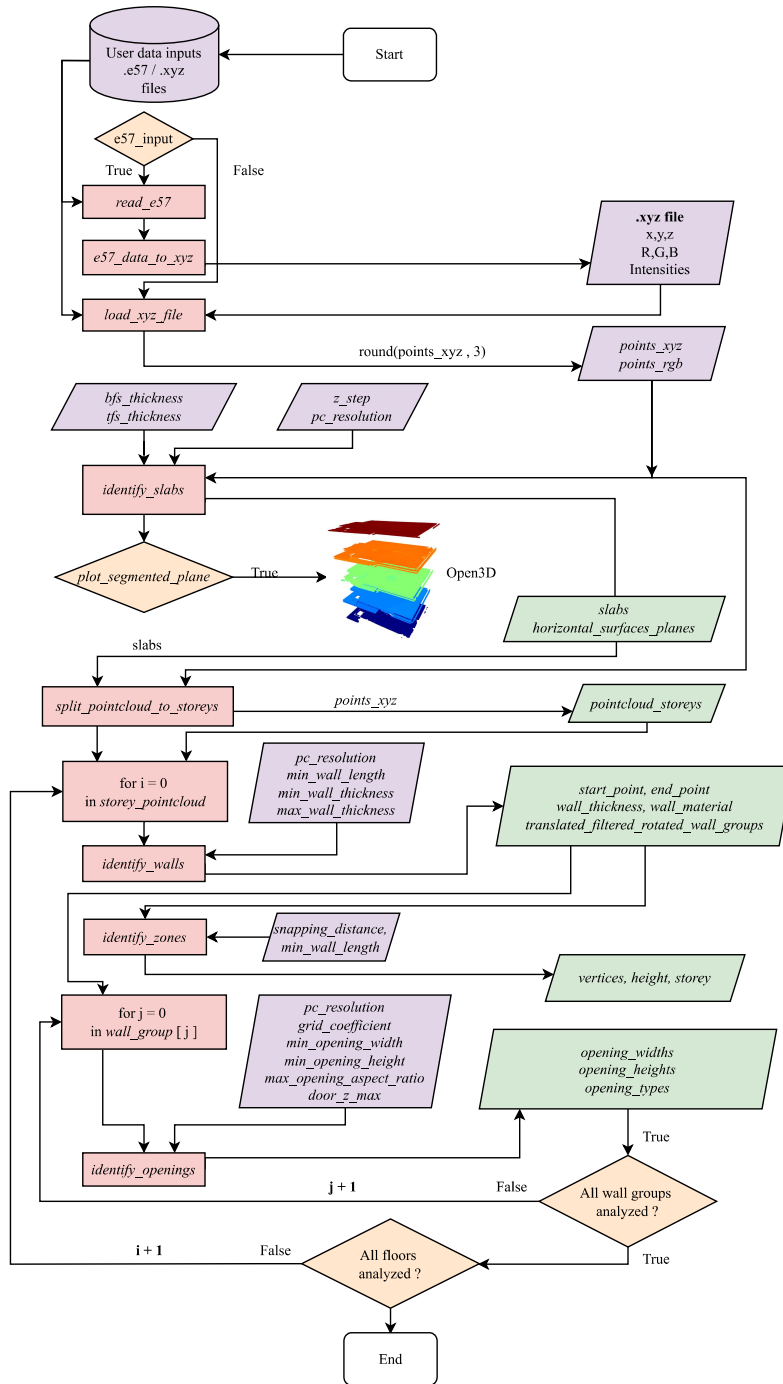 User data inputs
.e57 / .xyz
files
Start
e57_input
True
False
read_e57
e57_data_to_xyz
.xyz file
x,y,z
R,G,B
Intensities
load_xyz_file
round(points_xyz , 3)
points_xyz
points_rgb
bfs_thickness
tfs_thickness
z_step
pc_resolution
identify_slabs
plot_segmented_plane
True
Open3D
slabs
horizontal_surfaces_planes
slabs
split_pointcloud_to_storeys
points_xyz
pointcloud_storeys
for i = 0
in storey_pointcloud
pc_resolution
min_wall_length
min_wall_thickness
max_wall_thickness
start_point, end_point
wall_thickness, wall_material
translated_filtered_rotated_wall_groups
identify_walls
identify_zones
snapping_distance,
min_wall_length
vertices, height, storey
for j = 0
in wall_group [ j ]
pc_resolution
grid_coefficient
min_opening_width
min_opening_height
max_opening_aspect_ratio
door_z_max
opening_widths
opening_heights
opening_types
identify_openings
True
j + 1
False
All wall groups
analyzed ?
i + 1
False
All floors
analyzed ?
True
End